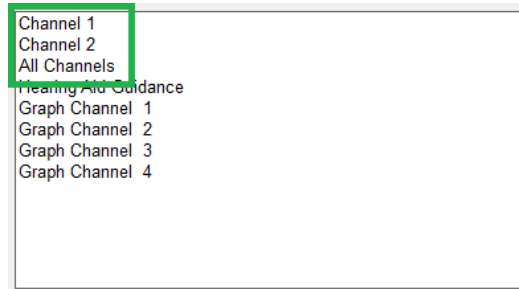 Channel 1
Channel 2
All Channels
Hearing Aid Guidance
Graph Channel  1
Graph Channel  2
Graph Channel  3
Graph Channel  4